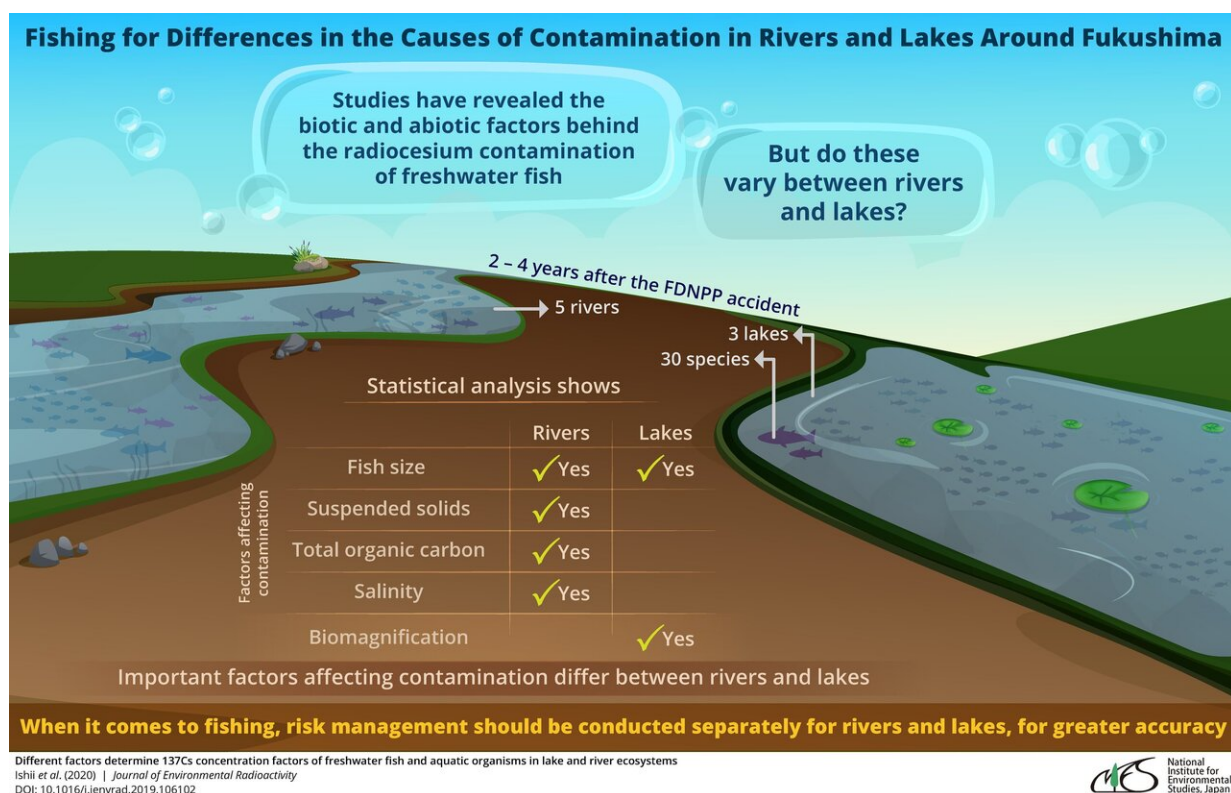 Fishing for Differences in the Causes of Contamination in Rivers and Lakes Around Fukushima
Studies have revealed the
biotic and abiotic factors behind
the radiocesium contamination
of freshwater fish
But do these
vary between rivers
and lakes?
2 – 4 years after the FDNPP accident
5 rivers
3 lakes
30 species
Statistical analysis shows
Rivers Lakes
Factors affecting
contamination
Fish size Yes Yes
Suspended solids Yes
Total organic carbon Yes
Salinity Yes
Biomagnification Yes
Important factors affecting contamination differ between rivers and lakes
When it comes to fishing, risk management should be conducted separately for rivers and lakes, for greater accuracy
Different factors determine 137Cs concentration factors of freshwater fish and aquatic organisms in lake and river ecosystems
Ishii et al. (2020) | Journal of Environmental Radioactivity
DOI: 10.1016/j.jenvrad.2019.106102
NIES
National
Institute for
Environmental
Studies, Japan